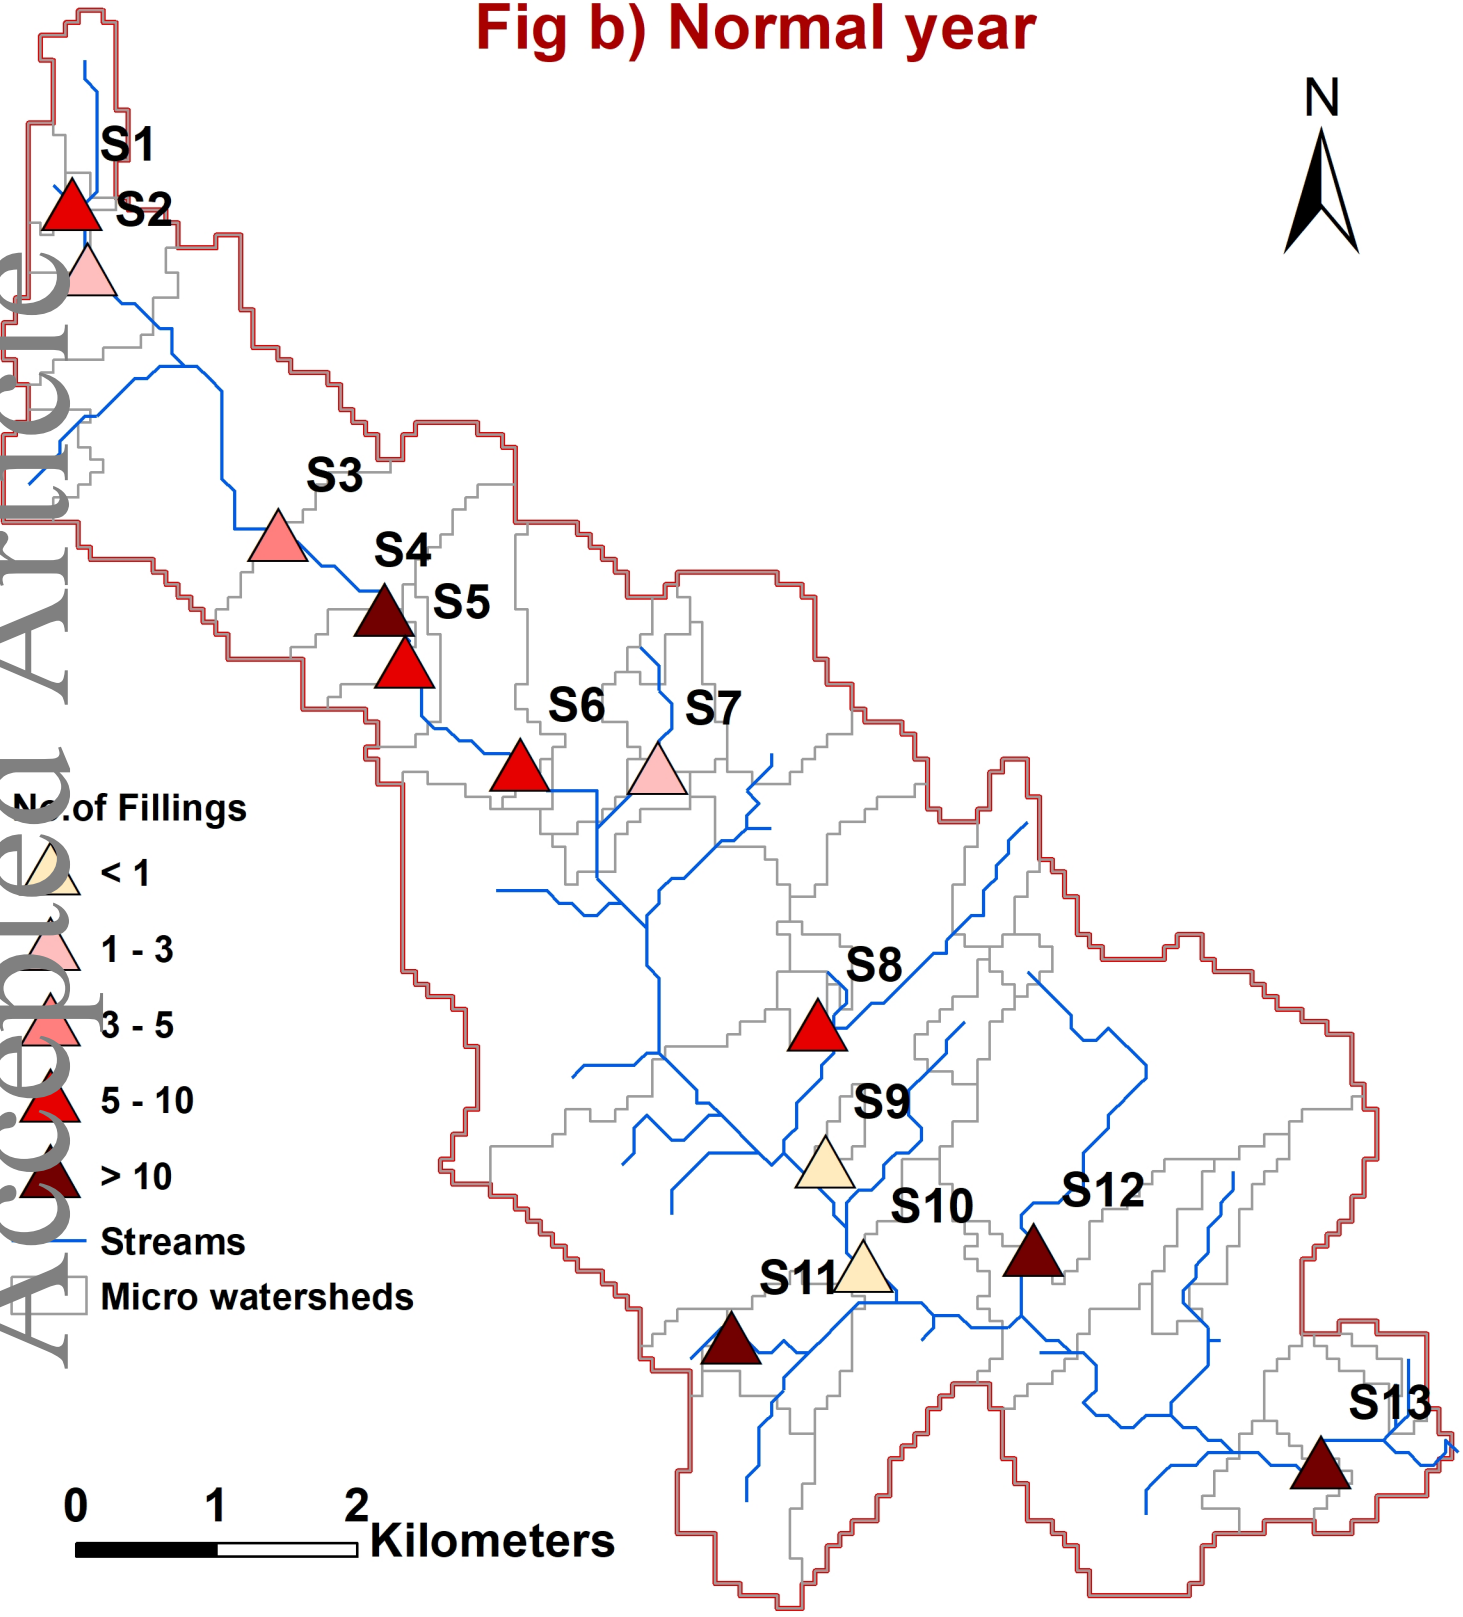 Fig b) Normal year
N
S1
S2
S3
S4
S5
S6
S7
S8
S9
S10
S11
S12
S13
No.of Fillings
< 1
1 - 3
3 - 5
5 - 10
> 10
Streams
Micro watersheds
0 1 2
Kilometers
Accepted Article